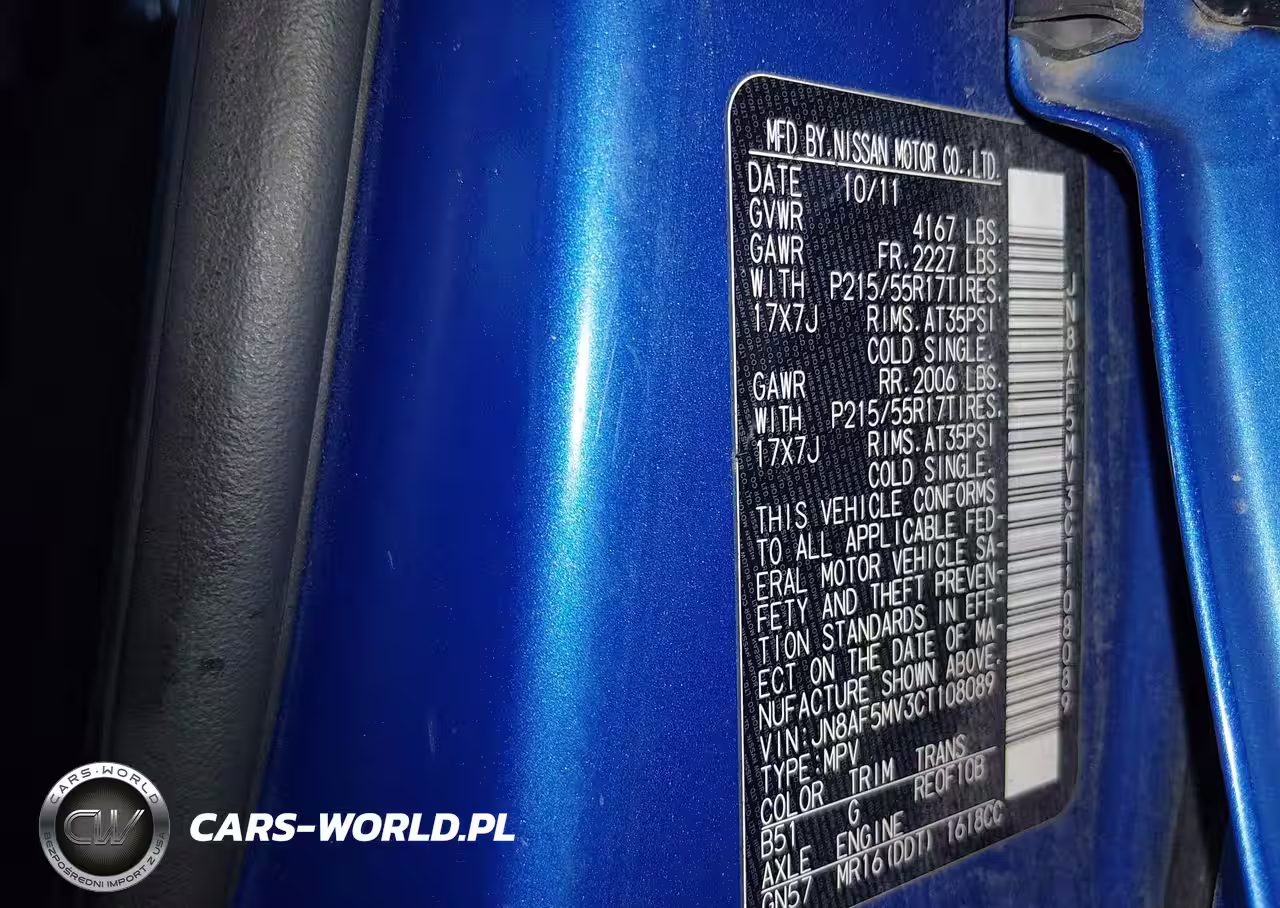 MFD BY.NISSAN MOTOR CO.,LTD.
DATE 10/11
GVWR 4167 LBS.
GAWR FR.2227 LBS.
WITH P215/55R17TIRES.
17X7J RIMS.AT35PSI
COLD SINGLE.
GAWR RR.2006 LBS.
WITH P215/55R17TIRES.
17X7J RIMS.AT35PSI
COLD SINGLE.
THIS VEHICLE CONFORMS
TO ALL APPLICABLE FED-
ERAL MOTOR VEHICLE SA-
FETY AND THEFT PREVEN-
TION STANDARDS IN EFF-
ECT ON THE DATE OF MA-
NUFACTURE SHOWN ABOVE.
VIN:JN8AF5MV3CT108089
TYPE:MPV
COLOR TRIM TRANS
B51 G RE0F10B
AXLE ENGINE
GN57 MR16(DDT) 1618CC
JN8AF5MV3CT108089
CARS-WORLD
CW
BEZPOŚREDNI IMPORT Z USA
CARS-WORLD.PL